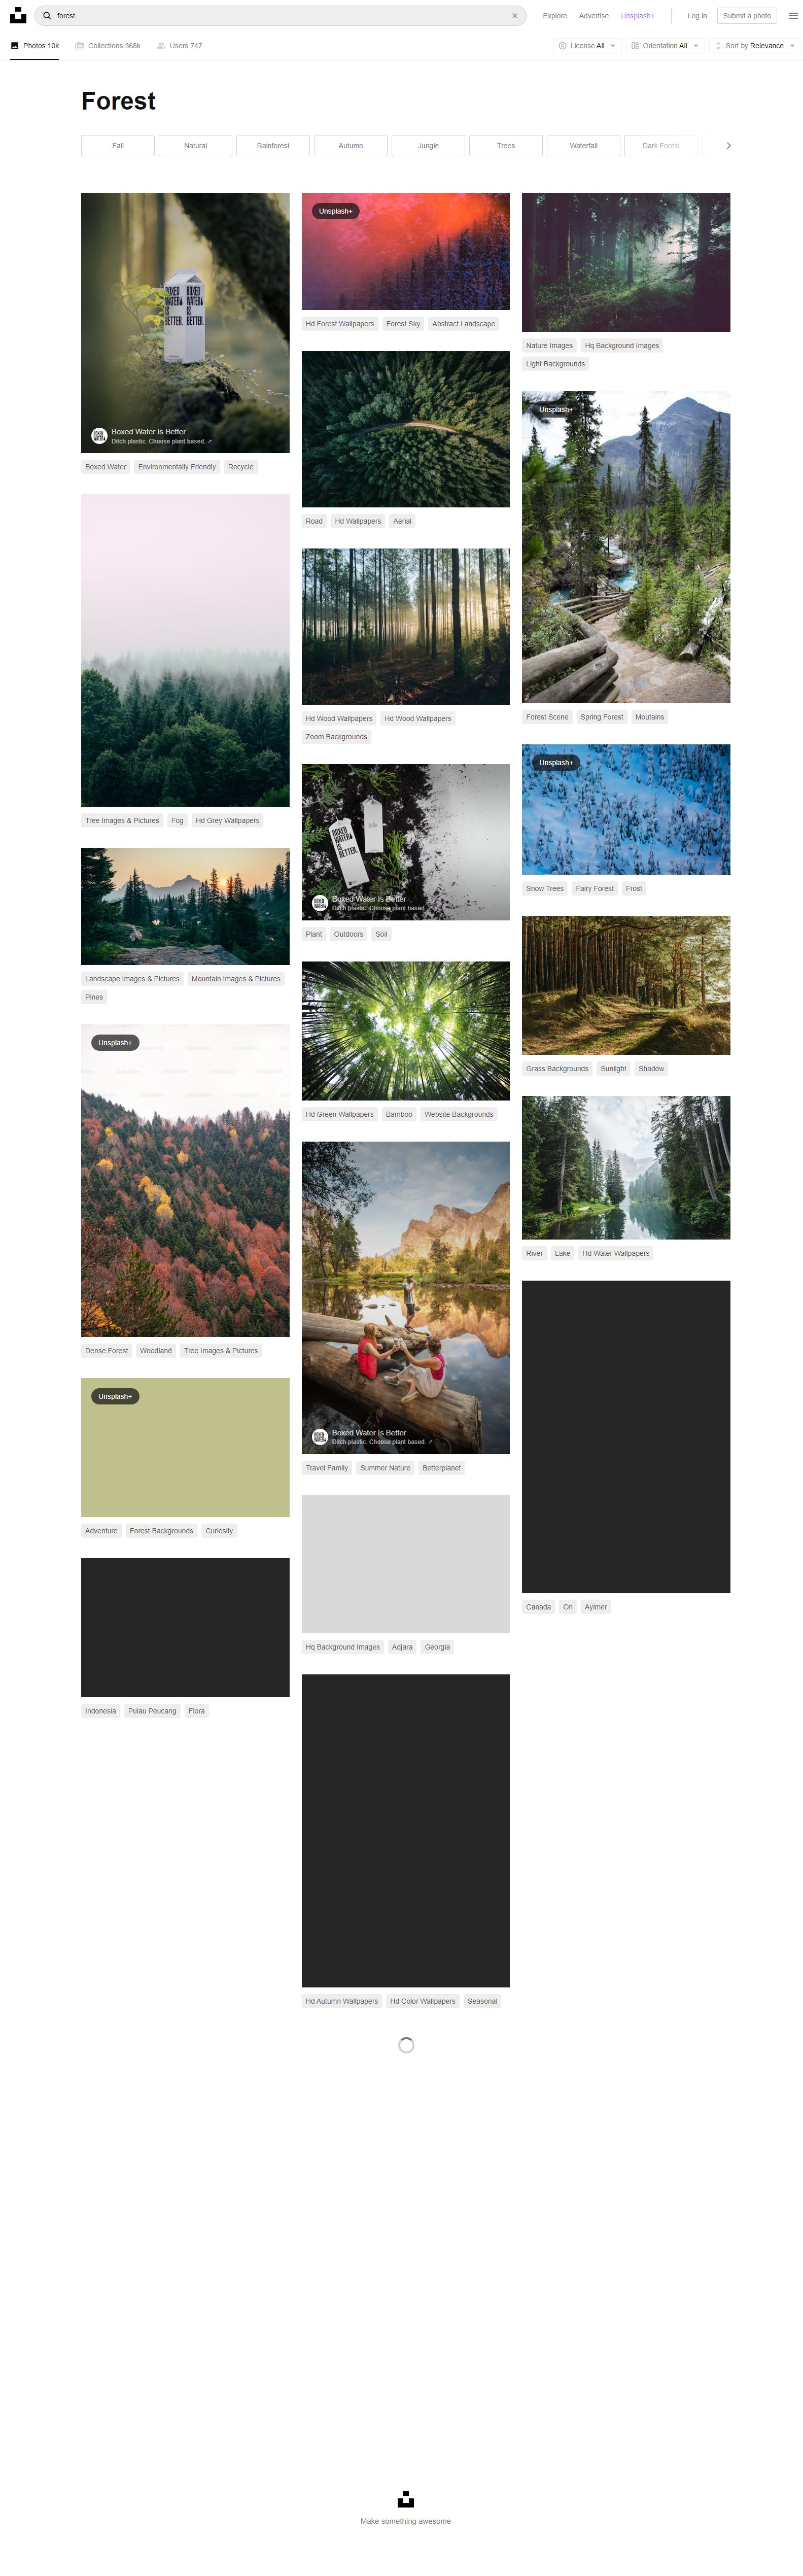 forest
Explore
Advertise
Unsplash+
Log in
Submit a photo
Photos 10k
Collections 368k
Users 747
License All
Orientation All
Sort by Relevance
Forest
Fall
Natural
Rainforest
Autumn
Jungle
Trees
Waterfall
Dark Forest
BOXED WATER IS BETTER.
Boxed Water Is Better
Ditch plastic. Choose plant based. ↗
Boxed Water
Environmentally Friendly
Recycle
Tree Images & Pictures
Fog
Hd Grey Wallpapers
Landscape Images & Pictures
Mountain Images & Pictures
Pines
Unsplash+
Dense Forest
Woodland
Tree Images & Pictures
Unsplash+
Adventure
Forest Backgrounds
Curiosity
Indonesia
Pulau Peucang
Flora
Unsplash+
Hd Forest Wallpapers
Forest Sky
Abstract Landscape
Road
Hd Wallpapers
Aerial
Hd Wood Wallpapers
Hd Wood Wallpapers
Zoom Backgrounds
BOXED WATER IS BETTER.
Boxed Water Is Better
Ditch plastic. Choose plant based.
Plant
Outdoors
Soil
Hd Green Wallpapers
Bamboo
Website Backgrounds
Boxed Water Is Better
Ditch plastic. Choose plant based. ↗
Travel Family
Summer Nature
Betterplanet
Hq Background Images
Adjara
Georgia
Hd Autumn Wallpapers
Hd Color Wallpapers
Seasonal
Nature Images
Hq Background Images
Light Backgrounds
Unsplash+
Forest Scene
Spring Forest
Moutains
Unsplash+
Snow Trees
Fairy Forest
Frost
Grass Backgrounds
Sunlight
Shadow
River
Lake
Hd Water Wallpapers
Canada
On
Aylmer
Make something awesome